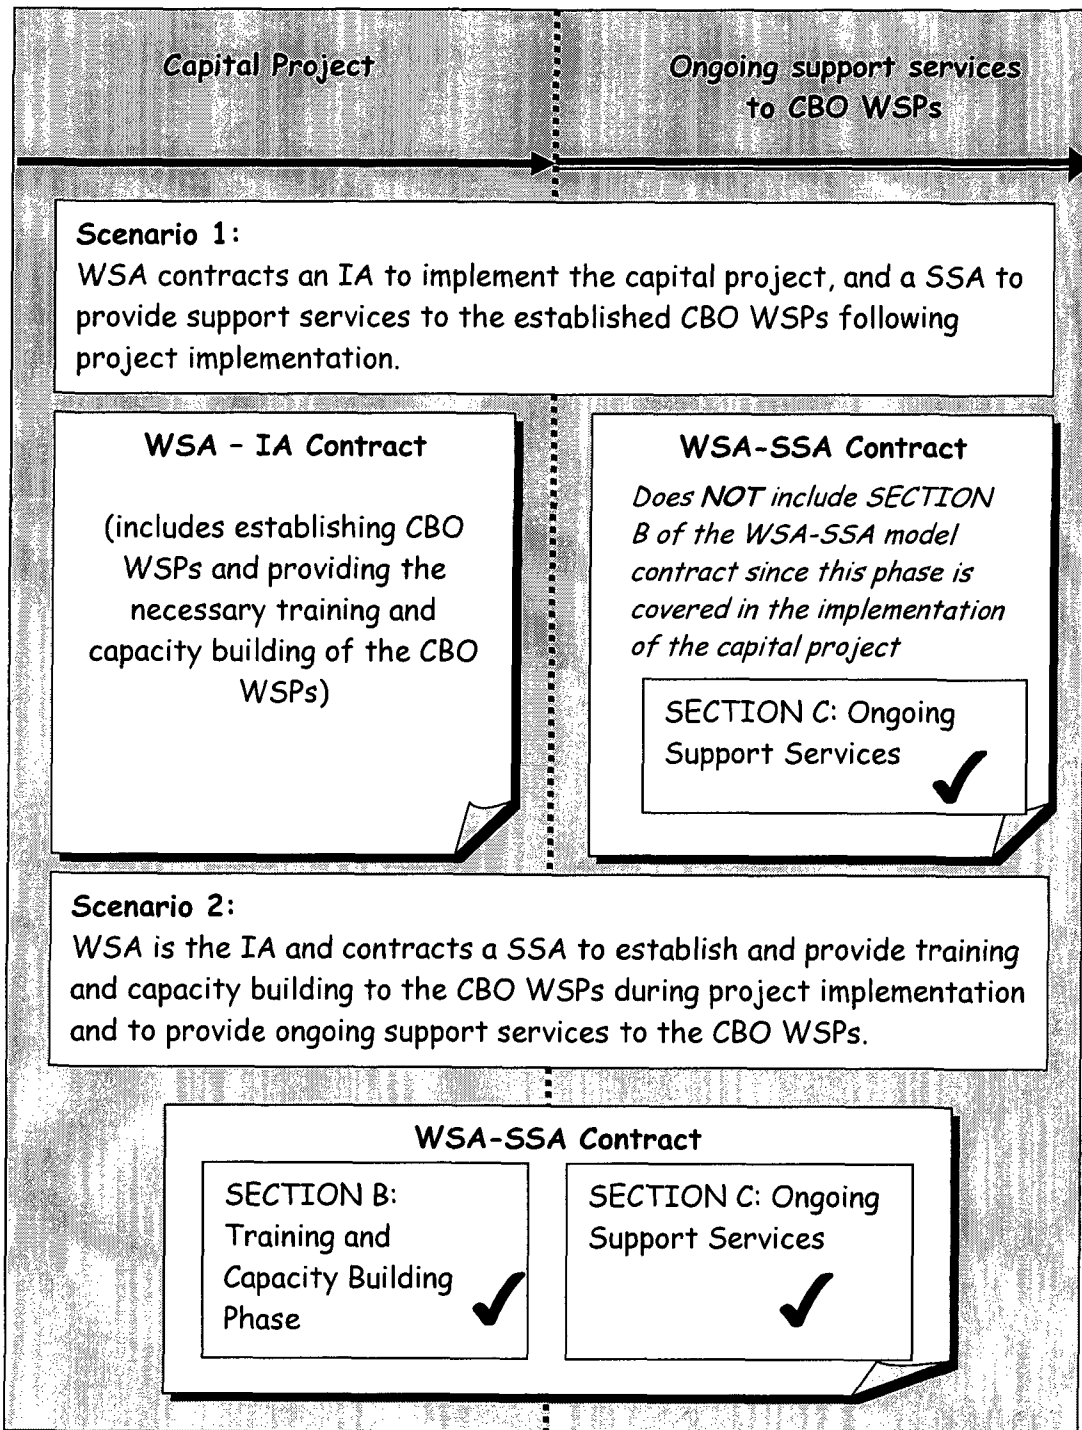 Capital Project
Ongoing support services
to CBO WSPs
Scenario 1:
WSA contracts an IA to implement the capital project, and a SSA to
provide support services to the established CBO WSPs following
project implementation.
WSA – IA Contract
(includes establishing CBO
WSPs and providing the
necessary training and
capacity building of the CBO
WSPs)
WSA-SSA Contract
Does NOT include SECTION
B of the WSA-SSA model
contract since this phase is
covered in the implementation
of the capital project
SECTION C: Ongoing
Support Services
Scenario 2:
WSA is the IA and contracts a SSA to establish and provide training
and capacity building to the CBO WSPs during project implementation
and to provide ongoing support services to the CBO WSPs.
WSA-SSA Contract
SECTION B:
Training and
Capacity Building
Phase
SECTION C: Ongoing
Support Services